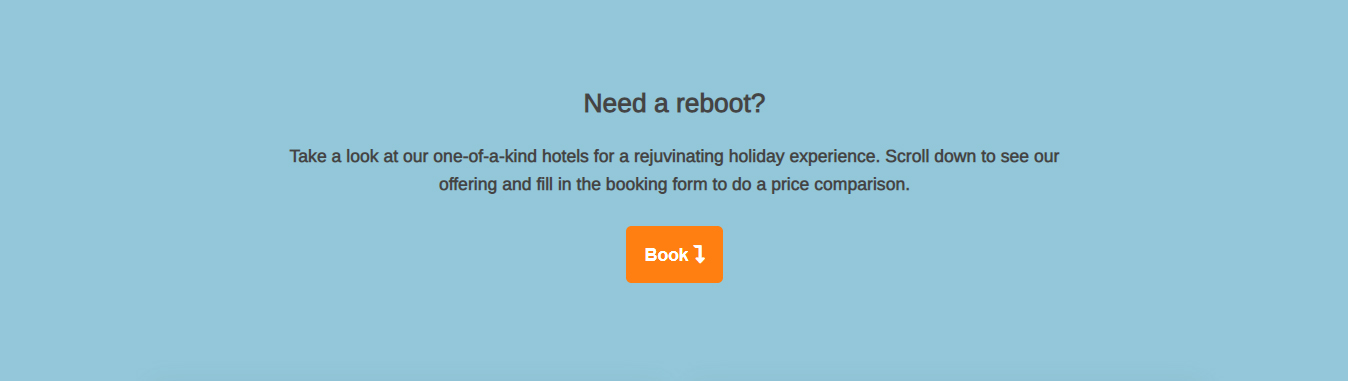 Need a reboot?
Take a look at our one-of-a-kind hotels for a rejuvinating holiday experience. Scroll down to see our
offering and fill in the booking form to do a price comparison.
Book ⤵